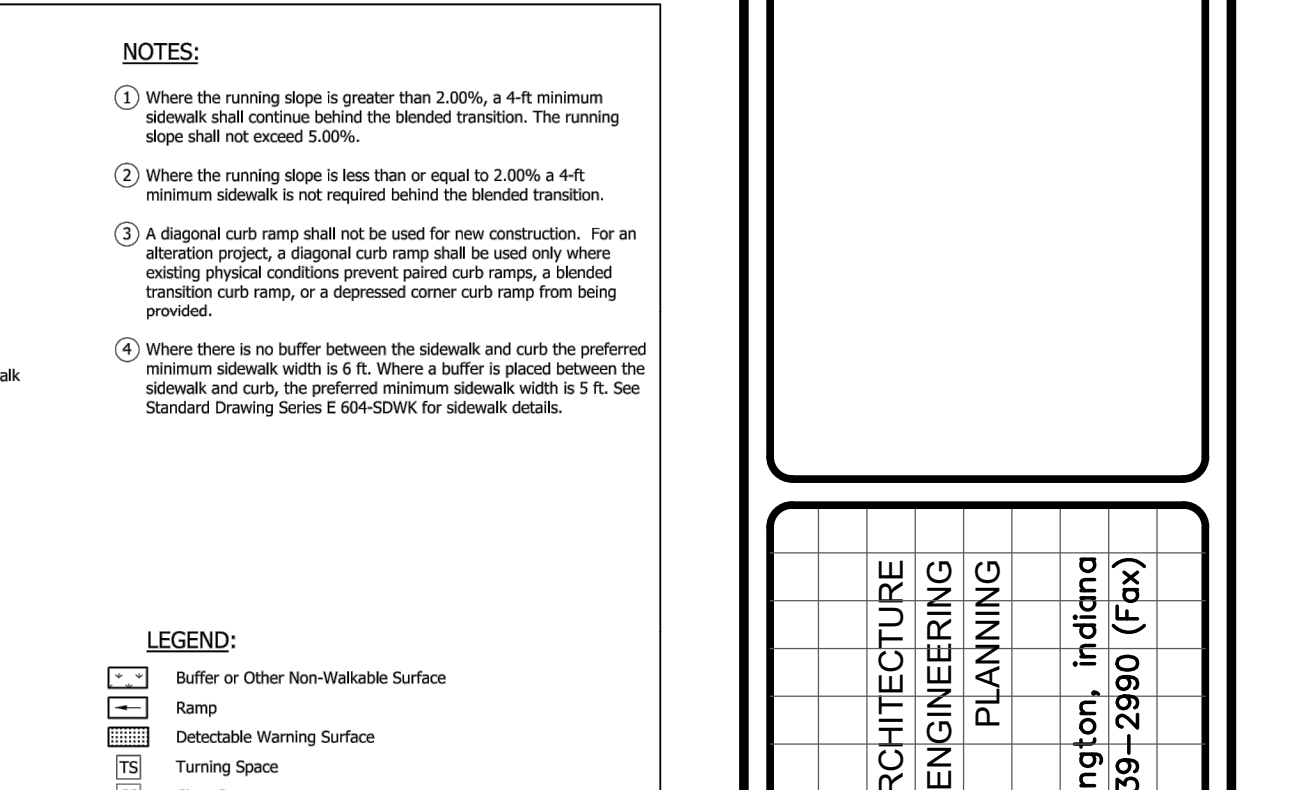 NOTES:
1 Where the running slope is greater than 2.00%, a 4-ft minimum
sidewalk shall continue behind the blended transition. The running
slope shall not exceed 5.00%.
2 Where the running slope is less than or equal to 2.00% a 4-ft
minimum sidewalk is not required behind the blended transition.
3 A diagonal curb ramp shall not be used for new construction. For an
alteration project, a diagonal curb ramp shall be used only where
existing physical conditions prevent paired curb ramps, a blended
transition curb ramp, or a depressed corner curb ramp from being
provided.
4 Where there is no buffer between the sidewalk and curb the preferred
minimum sidewalk width is 6 ft. Where a buffer is placed between the
sidewalk and curb, the preferred minimum sidewalk width is 5 ft. See
Standard Drawing Series E 604-SDWK for sidewalk details.
alk
LEGEND:
Buffer or Other Non-Walkable Surface
Ramp
Detectable Warning Surface
TS Turning Space
RCHITECTURE
ENGINEERING
PLANNING
ngton, indiana
39-2990 (Fax)